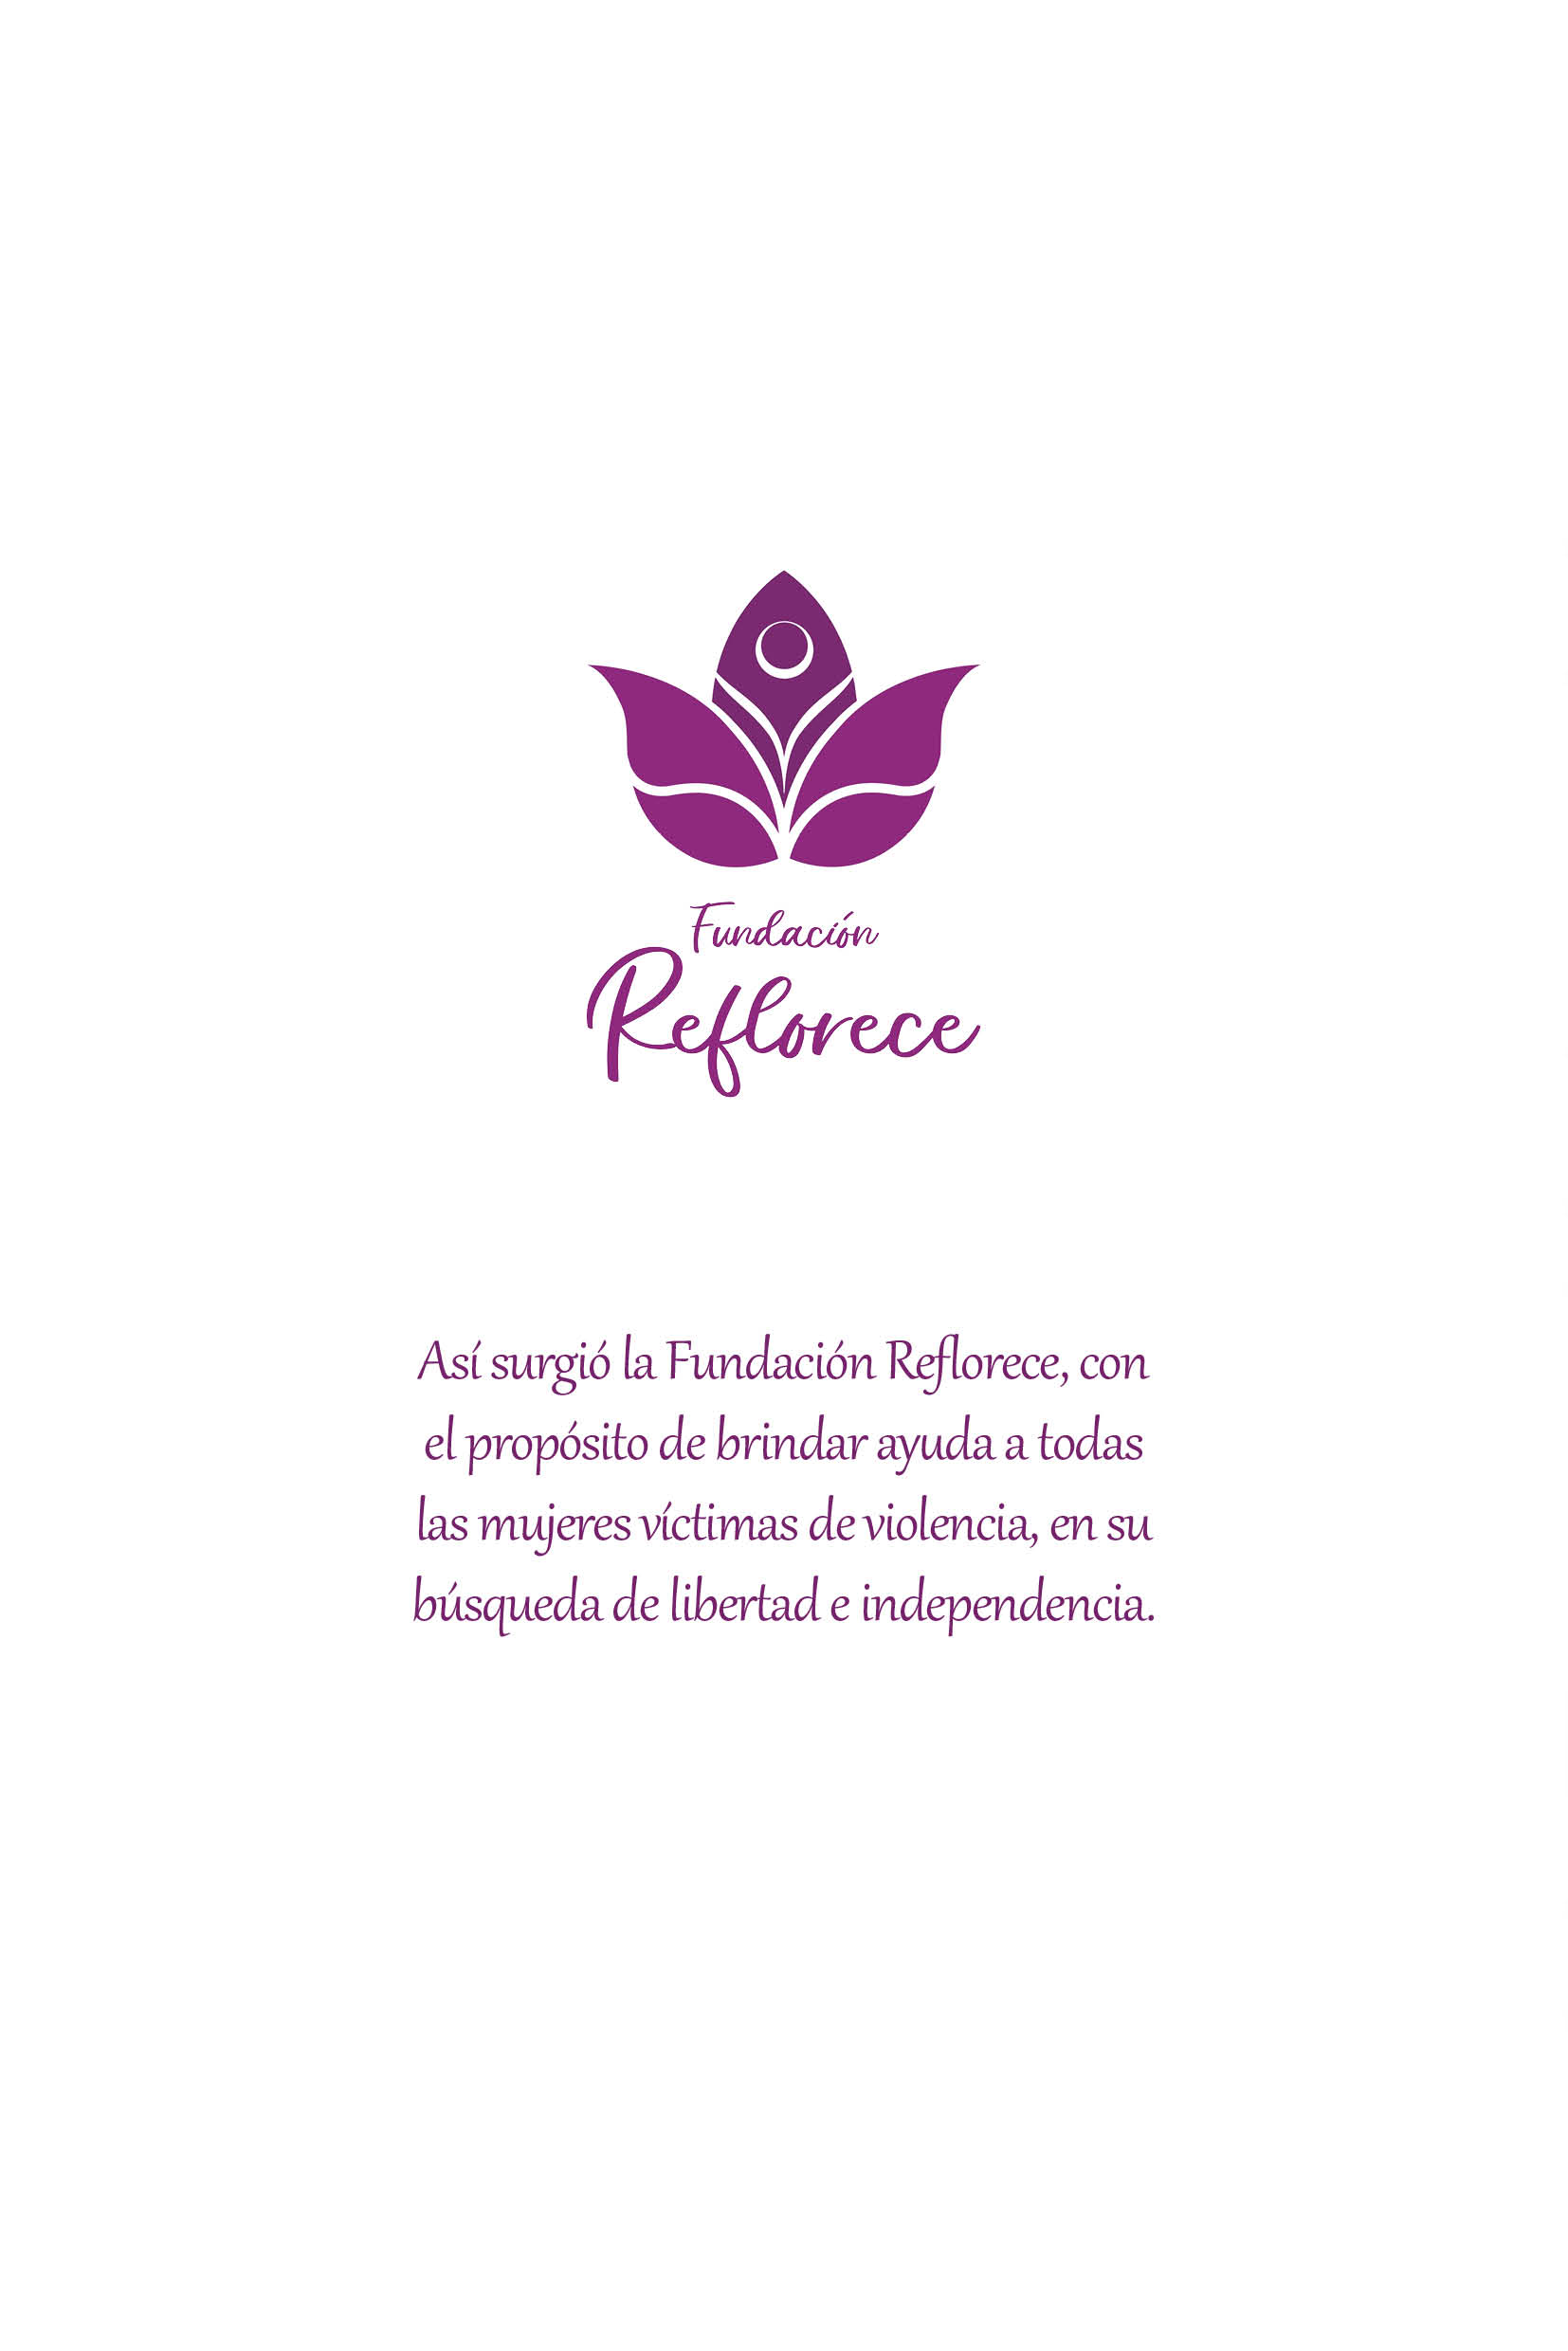 Fundación
Reflorece
Así surgió la Fundación Reflorece, con
el propósito de brindar ayuda a todas
las mujeres víctimas de violencia, en su
búsqueda de libertad e independencia.